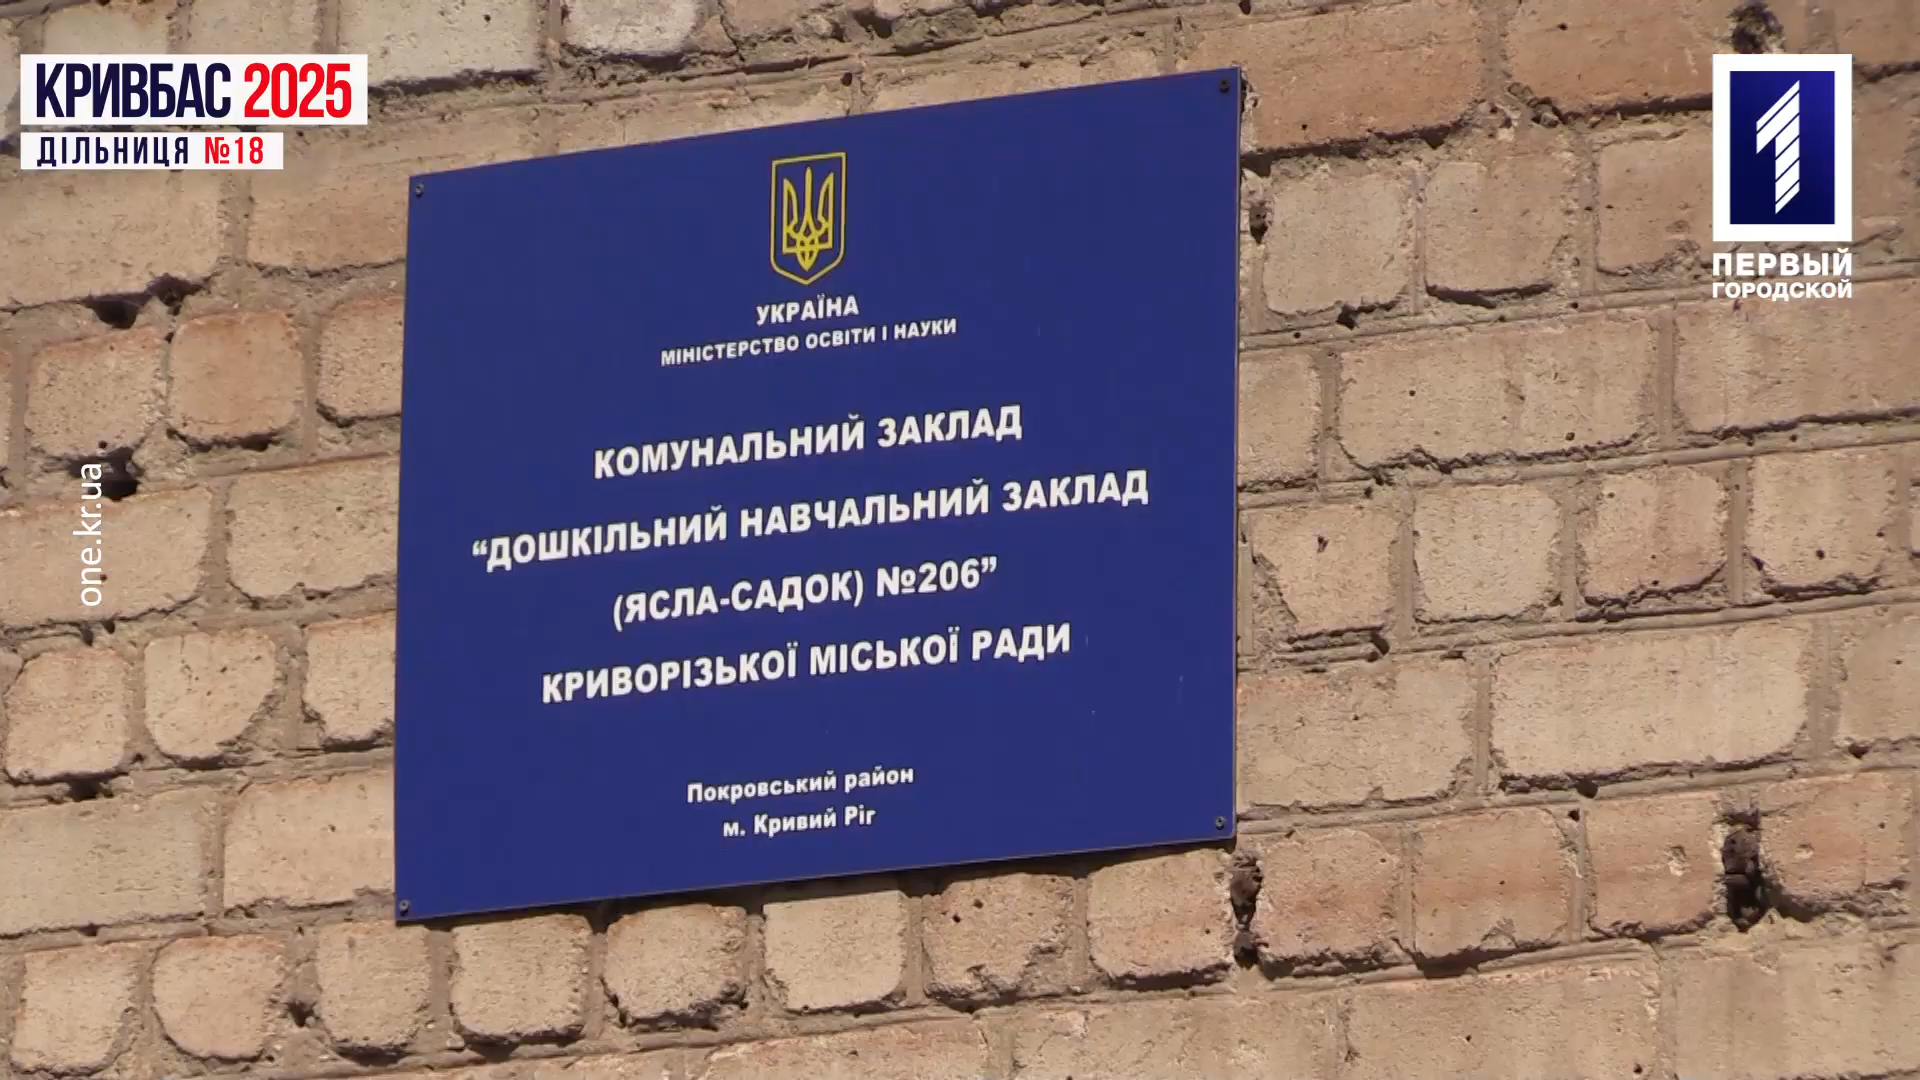 КРИВБАС 2025
ДІЛЬНИЦЯ №18
ПЕРВЫЙ
ГОРОДСКОЙ
one.kr.ua
УКРАЇНА
МІНІСТЕРСТВО ОСВІТИ І НАУКИ
КОМУНАЛЬНИЙ ЗАКЛАД
“ДОШКІЛЬНИЙ НАВЧАЛЬНИЙ ЗАКЛАД
(ЯСЛА-САДОК) №206”
КРИВОРІЗЬКОЇ МІСЬКОЇ РАДИ
Покровський район
м. Кривий Ріг